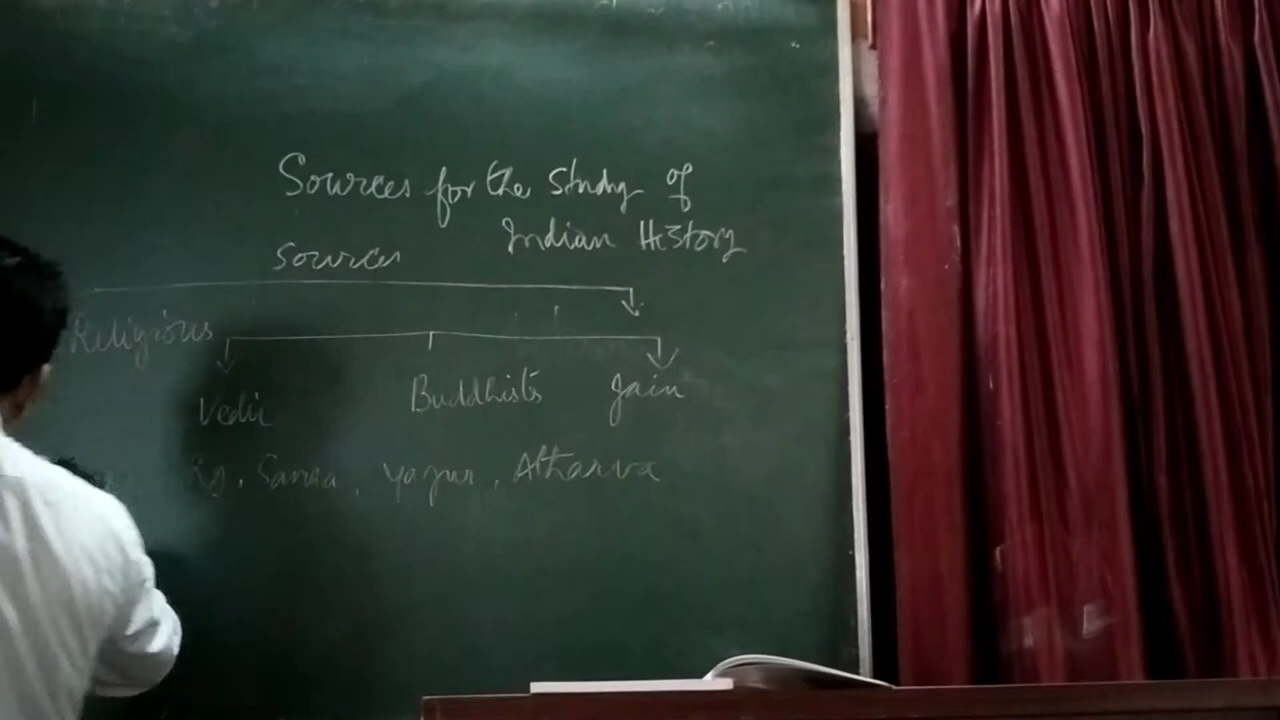 Sources for the Study of
Indian History
Sources
Religious
Vedic Buddhists Jain
Rg, Sama, Yajur, Atharva